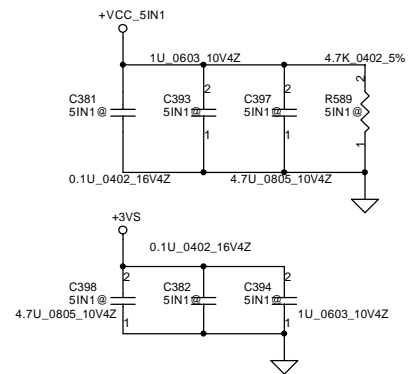 +VCC_5IN1
1U_0603_10V4Z
4.7K_0402_5%
C381
5IN1@
2
C393
5IN1@
1
2
C397
5IN1@
1
2
R589
5IN1@
1
0.1U_0402_16V4Z
4.7U_0805_10V4Z
+3VS
0.1U_0402_16V4Z
2
C398
5IN1@
4.7U_0805_10V4Z
1
2
C382
5IN1@
1
2
C394
5IN1@
1U_0603_10V4Z
1